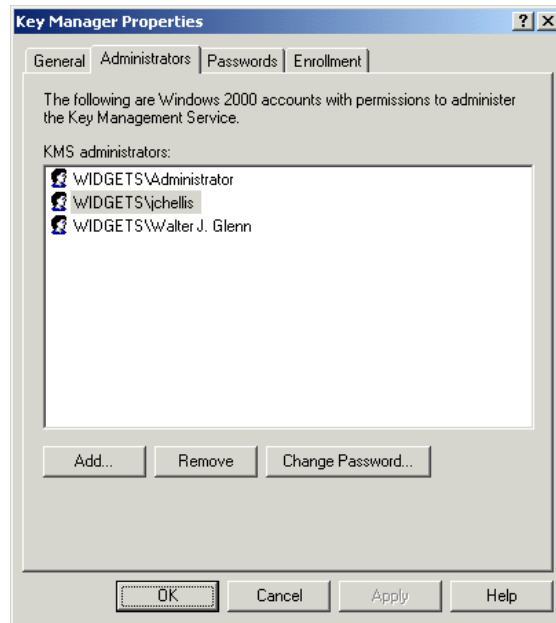 Key Manager Properties
? X
General Administrators Passwords Enrollment
The following are Windows 2000 accounts with permissions to administer
the Key Management Service.
KMS administrators:
WIDGETS\Administrator
WIDGETS\jchellis
WIDGETS\Walter J. Glenn
Add... Remove Change Password...
OK Cancel Apply Help